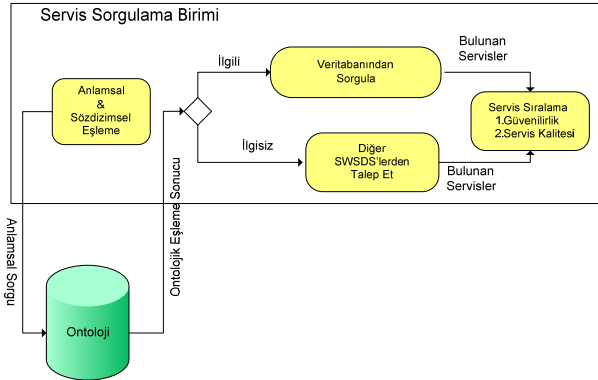 Servis Sorgulama Birimi
Anlamsal
&
Sözdizimsel
Eşleme
İlgili
Veritabanından
Sorgula
Bulunan
Servisler
İlgisiz
Diğer
SWSDS'lerden
Talep Et
Bulunan
Servisler
Servis Sıralama
1.Güvenilirlik
2.Servis Kalitesi
Anlamsal Sorgu
Ontolojik Eşleme Sonucu
Ontoloji